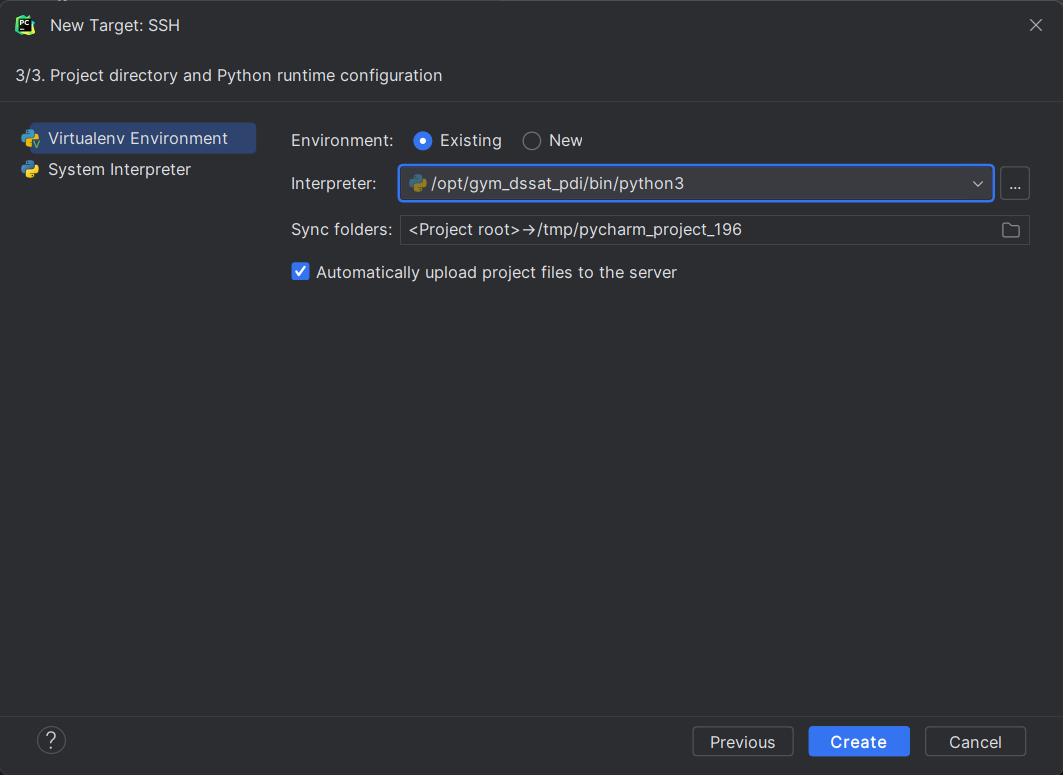 New Target: SSH
3/3. Project directory and Python runtime configuration
Virtualenv Environment
System Interpreter
Environment: Existing New
Interpreter: /opt/gym_dssat_pdi/bin/python3 ...
Sync folders: <Project root>→/tmp/pycharm_project_196
Automatically upload project files to the server
? Previous Create Cancel